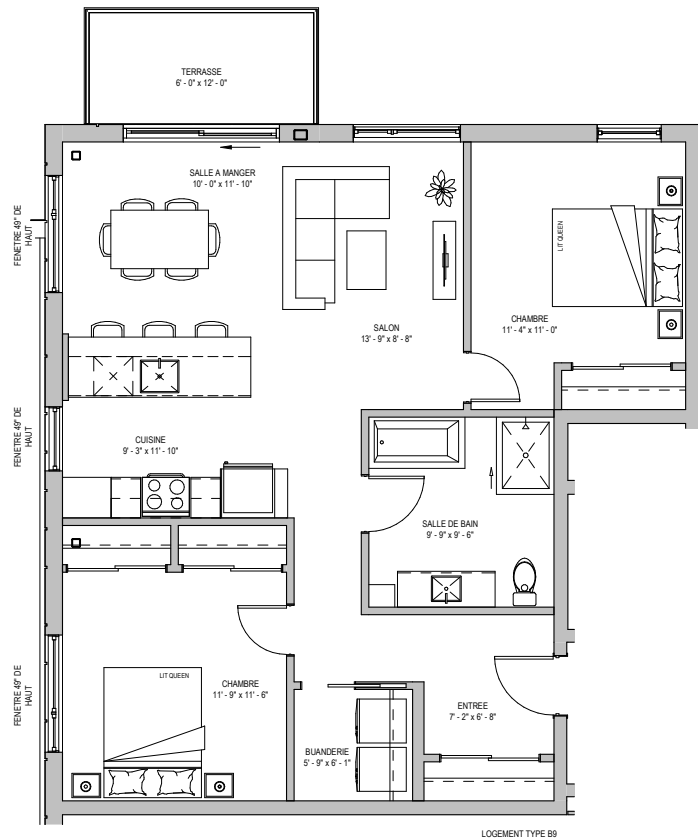 TERRASSE
6' - 0" x 12' - 0"
SALLE A MANGER
10' - 0" x 11' - 10"
FENETRE 49" DE
HAUT
LIT QUEEN
CHAMBRE
11' - 4" x 11' - 0"
SALON
13' - 9" x 8' - 8"
FENETRE 49" DE
HAUT
CUISINE
9' - 3" x 11' - 10"
SALLE DE BAIN
9' - 9" x 9' - 6"
FENETRE 49" DE
HAUT
LIT QUEEN
CHAMBRE
11' - 9" x 11' - 6"
ENTREE
7' - 2" x 6' - 8"
BUANDERIE
5' - 9" x 6' - 1"
LOGEMENT TYPE B9